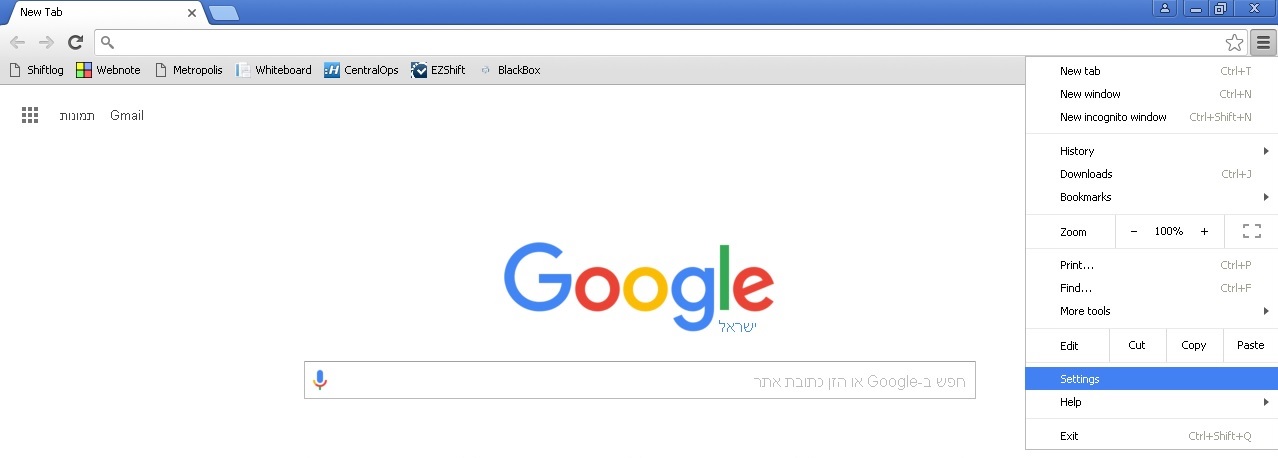 New Tab
Shiftlog Webnote Metropolis Whiteboard CentralOps EZShift BlackBox
תמונות Gmail
Google
ישראל
חפש ב-Google או הזן כתובת אתר
New tab Ctrl+T
New window Ctrl+N
New incognito window Ctrl+Shift+N
History
Downloads Ctrl+J
Bookmarks
Zoom - 100% +
Print... Ctrl+P
Find... Ctrl+F
More tools
Edit Cut Copy Paste
Settings
Help
Exit Ctrl+Shift+Q